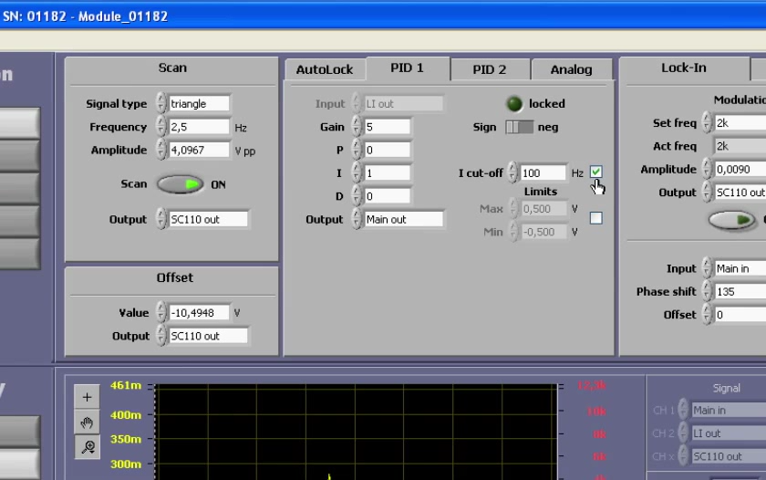 SN: 01182 - Module_01182
on
Scan
Signal type triangle
Frequency 2,5 Hz
Amplitude 4,0967 V pp
Scan ON
Output SC110 out
Offset
Value -10,4948 V
Output SC110 out
AutoLock PID 1 PID 2 Analog
Input LI out locked
Gain 5 Sign neg
P 0
I 1 I cut-off 100 Hz
D 0 Limits
Max 0,500 V
Output Main out
Min -0,500 V
Lock-In
Modulatio
Set freq 2k
Act freq 2k
Amplitude 0,0090
Output SC110 out
Input Main in
Phase shift 135
Offset 0
y
461m
400m
350m
300m
10k
Signal
CH 1 Main in
CH 2 LI out
CH x SC110 out